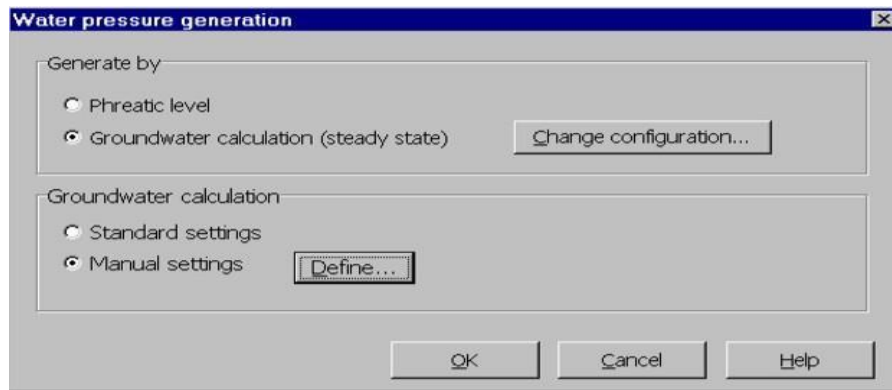 Water pressure generation
Generate by
Phreatic level
Groundwater calculation (steady state)
Change configuration...
Groundwater calculation
Standard settings
Manual settings
Define...
OK
Cancel
Help